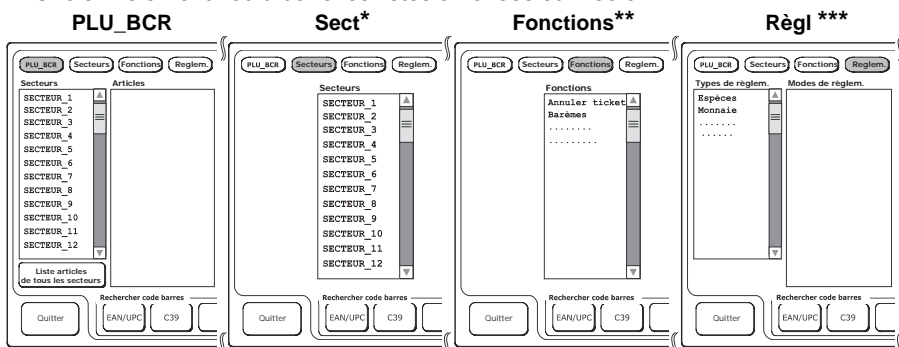 PLU_BCR
Sect*
Fonctions**
Règl ***
PLU_BCR
Secteurs
Fonctions
Reglem.
Secteurs
Articles
SECTEUR_1
SECTEUR_2
SECTEUR_3
SECTEUR_4
SECTEUR_5
SECTEUR_6
SECTEUR_7
SECTEUR_8
SECTEUR_9
SECTEUR_10
SECTEUR_11
SECTEUR_12
Liste articles
de tous les secteurs
Rechercher code barres
Quitter
EAN/UPC
C39
PLU_BCR
Secteurs
Fonctions
Reglem.
Secteurs
SECTEUR_1
SECTEUR_2
SECTEUR_3
SECTEUR_4
SECTEUR_5
SECTEUR_6
SECTEUR_7
SECTEUR_8
SECTEUR_9
SECTEUR_10
SECTEUR_11
SECTEUR_12
Rechercher code barres
Quitter
EAN/UPC
C39
PLU_BCR
Secteurs
Fonctions
Reglem.
Fonctions
Annuler ticket
Barèmes
........
.........
Rechercher code barres
Quitter
EAN/UPC
C39
PLU_BCR
Secteurs
Fonctions
Reglem.
Types de règlem.
Modes de règlem.
Espèces
Monnaie
.......
......
Rechercher code barres
Quitter
EAN/UPC
C39